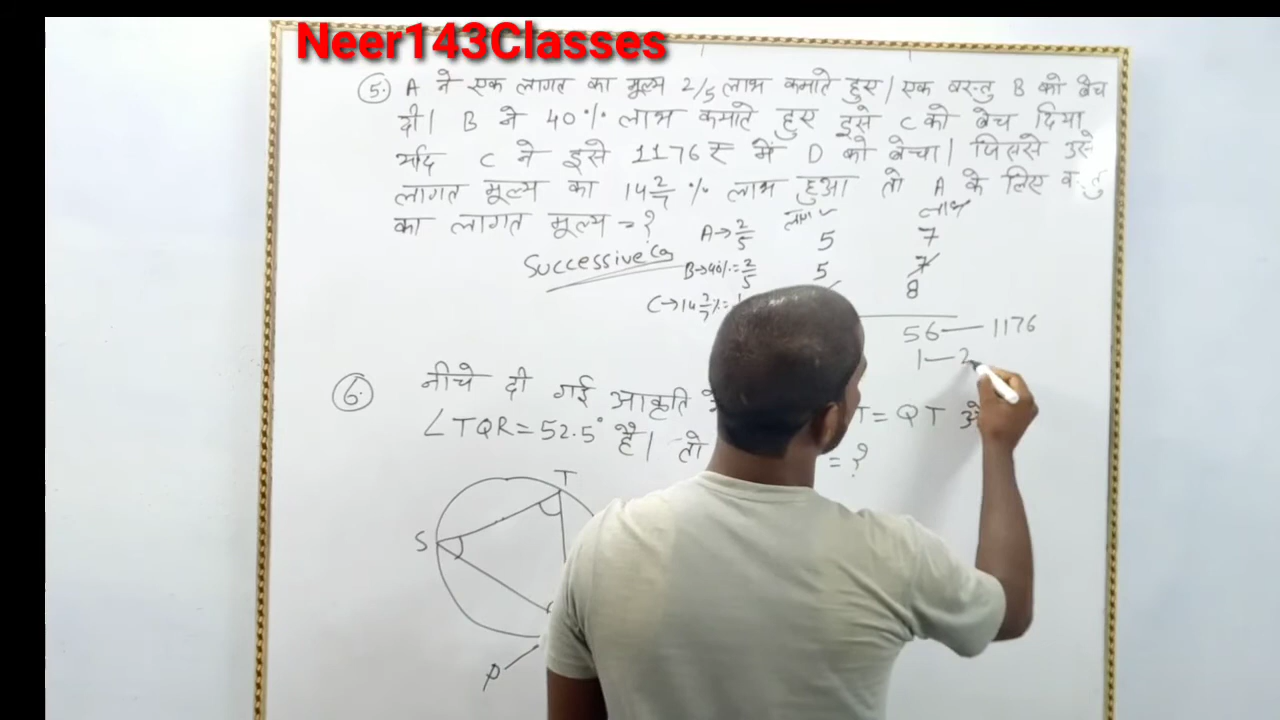 Neer143Classes
5. A ने एक लागत का मूल्य 2/5 लाभ कमाते हुए। एक वस्तु B को बेच
दी। B ने 40% लाभ कमाते हुए इसे C को बेच दिया
यदि C ने इसे 1176₹ में D को बेचा। जिससे उसे
लागत मूल्य का 14 2/7 % लाभ हुआ तो A के लिए वस्तु
का लागत मूल्य = ?
लाभ
A→ 2/5 5 7
Successive
B→40%= 2/5 5 7
C→14 2/7%= 8
56 — 1176
1 — 2
6. नीचे दी गई आकृति T = QT
∠TQR = 52.5° है। तो = ?
T
S
P